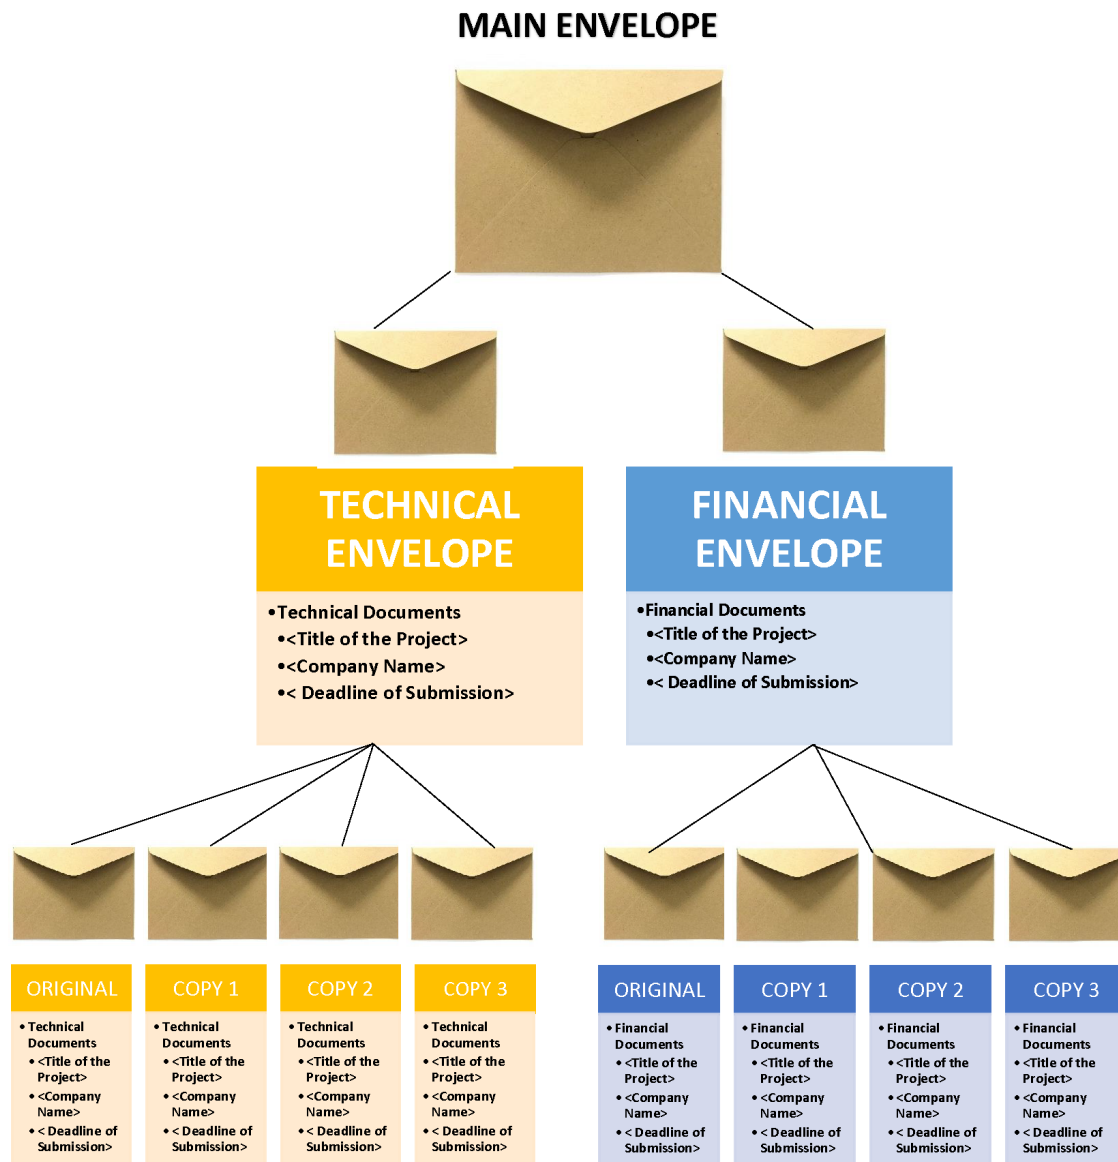 MAIN ENVELOPE
TECHNICAL
ENVELOPE
•Technical Documents
•<Title of the Project>
•<Company Name>
•< Deadline of Submission>
FINANCIAL
ENVELOPE
•Financial Documents
•<Title of the Project>
•<Company Name>
•< Deadline of Submission>
ORIGINAL
• Technical
Documents
• <Title of the
Project>
• <Company
Name>
• < Deadline of
Submission>
COPY 1
• Technical
Documents
• <Title of the
Project>
• <Company
Name>
• < Deadline of
Submission>
COPY 2
• Technical
Documents
• <Title of the
Project>
• <Company
Name>
• < Deadline of
Submission>
COPY 3
• Technical
Documents
• <Title of the
Project>
• <Company
Name>
• < Deadline of
Submission>
ORIGINAL
• Financial
Documents
• <Title of the
Project>
• <Company
Name>
• < Deadline of
Submission>
COPY 1
• Financial
Documents
• <Title of the
Project>
• <Company
Name>
• < Deadline of
Submission>
COPY 2
• Financial
Documents
• <Title of the
Project>
• <Company
Name>
• < Deadline of
Submission>
COPY 3
• Financial
Documents
• <Title of the
Project>
• <Company
Name>
• < Deadline of
Submission>